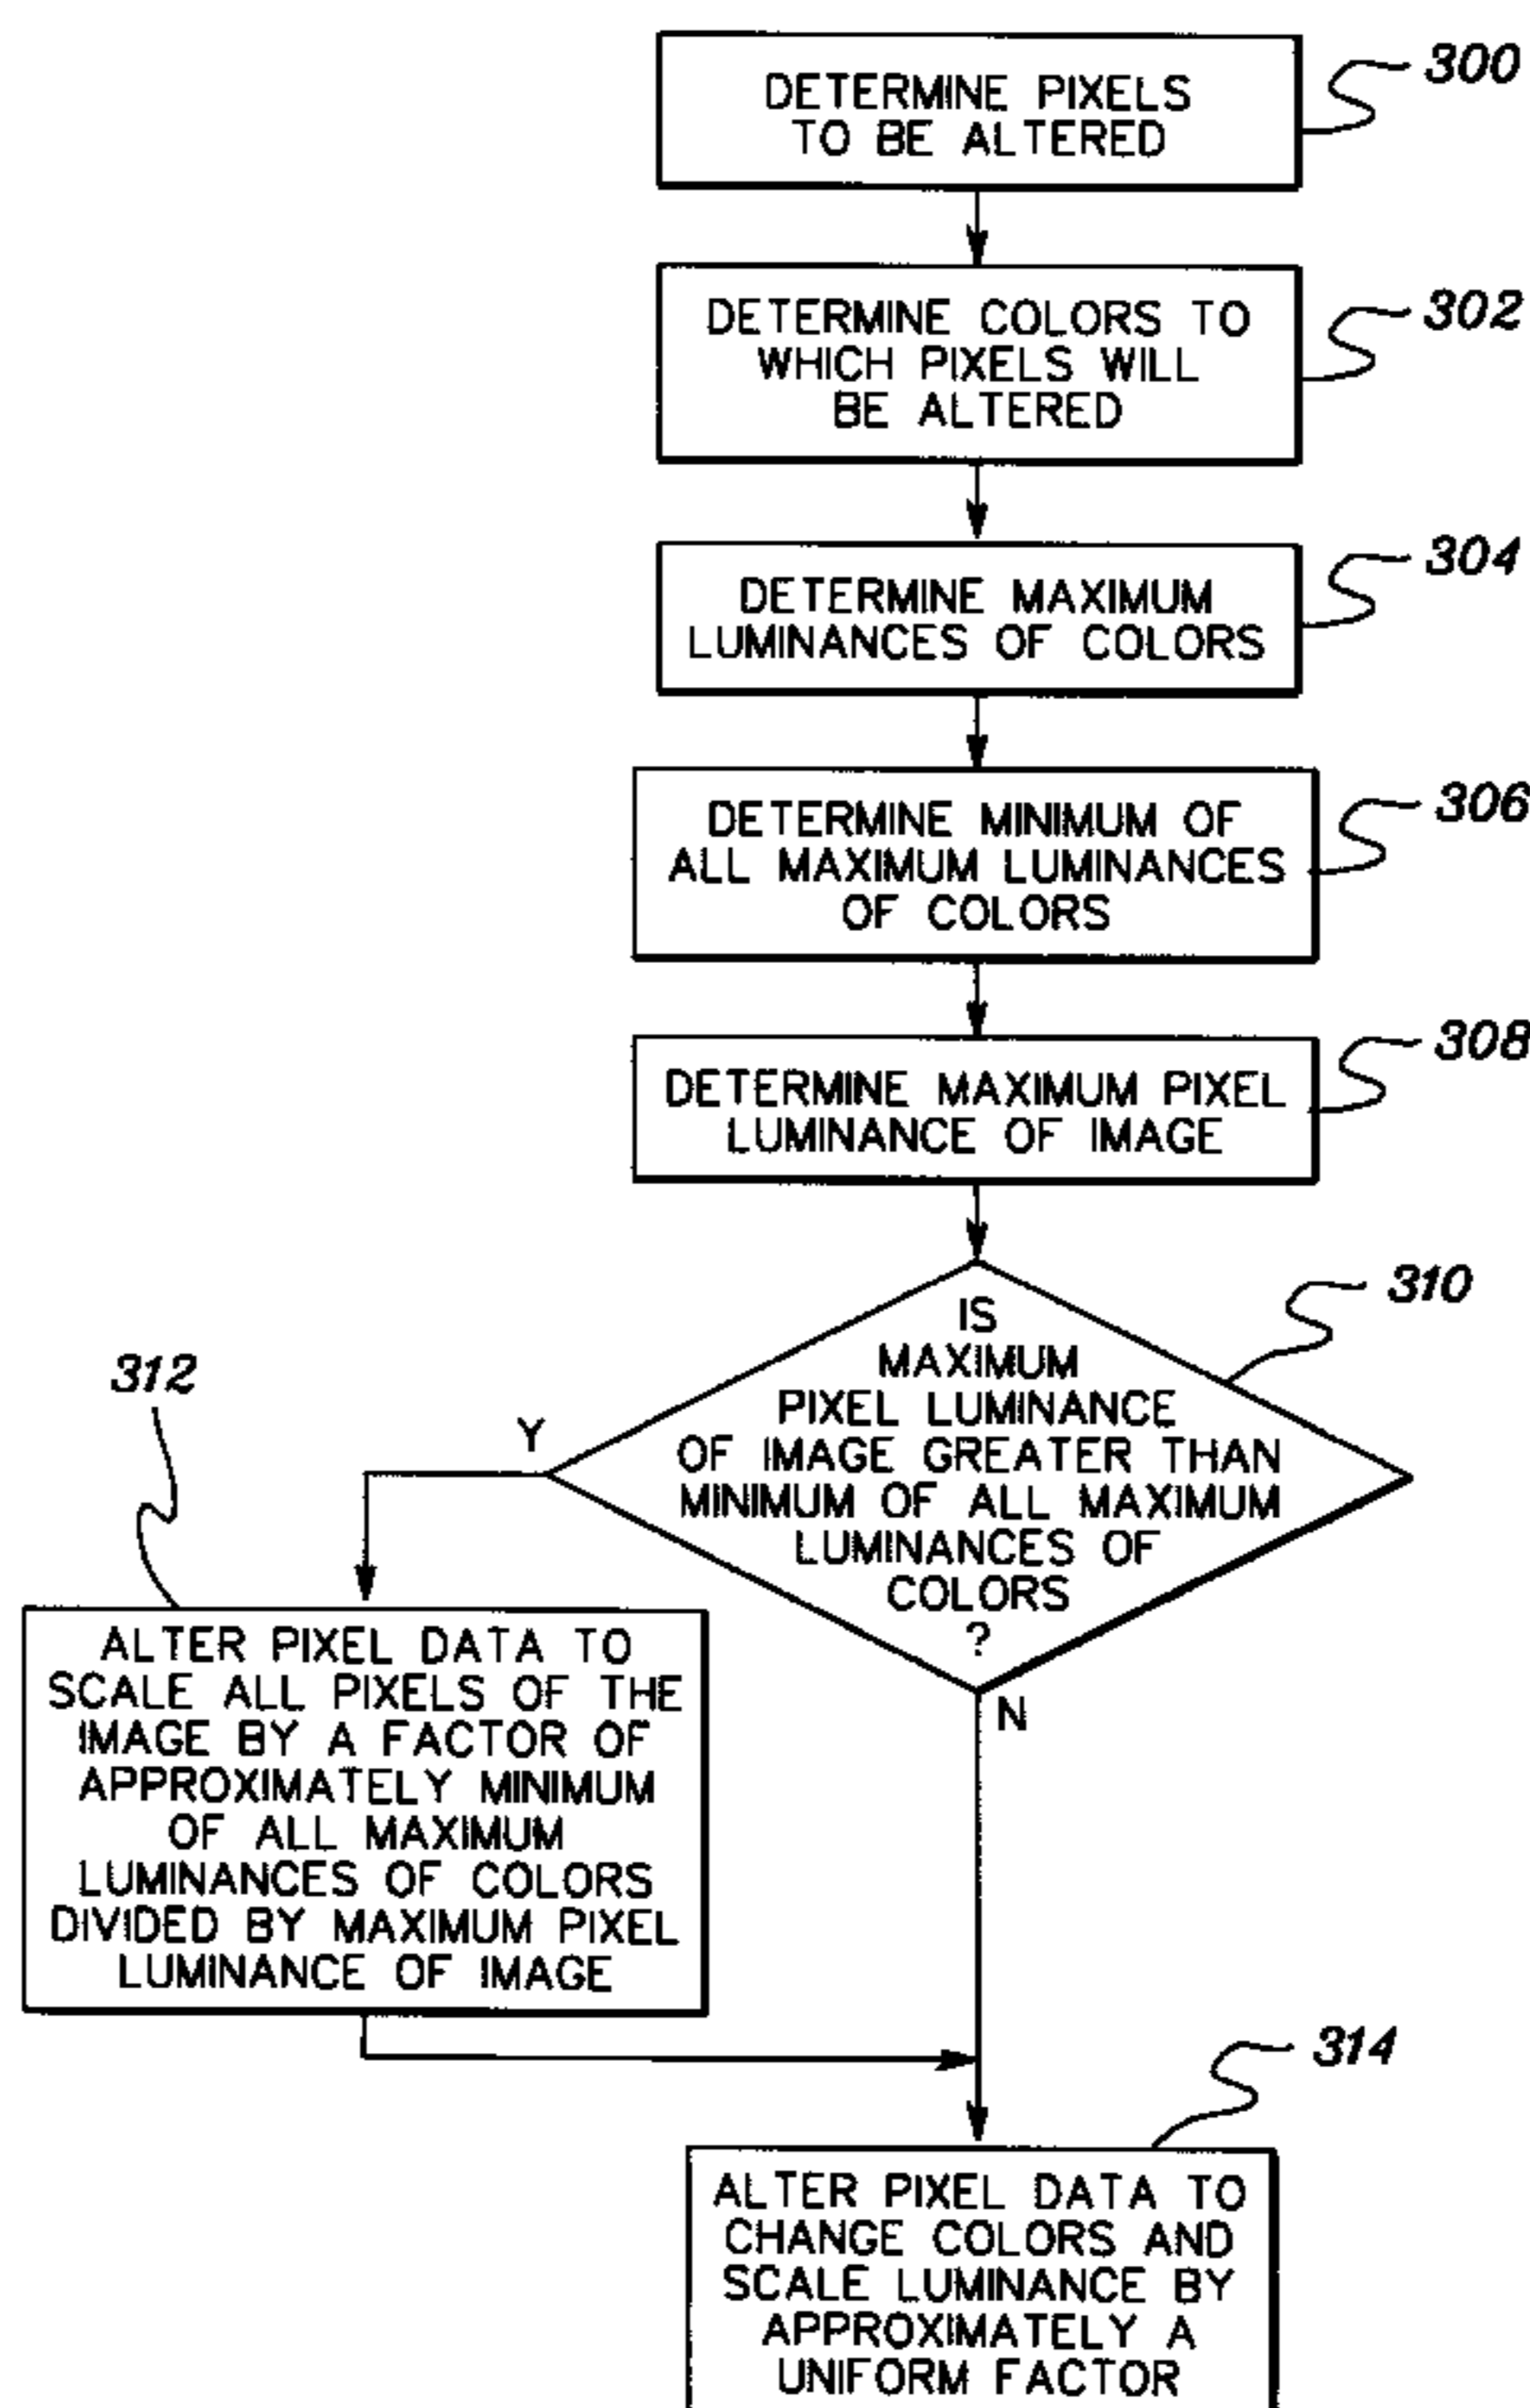 DETERMINE PIXELS
TO BE ALTERED
300
DETERMINE COLORS TO
WHICH PIXELS WILL
BE ALTERED
302
DETERMINE MAXIMUM
LUMINANCES OF COLORS
304
DETERMINE MINIMUM OF
ALL MAXIMUM LUMINANCES
OF COLORS
306
DETERMINE MAXIMUM PIXEL
LUMINANCE OF IMAGE
308
IS
MAXIMUM
PIXEL LUMINANCE
OF IMAGE GREATER THAN
MINIMUM OF ALL MAXIMUM
LUMINANCES OF
COLORS
?
310
Y
N
312
ALTER PIXEL DATA TO
SCALE ALL PIXELS OF THE
IMAGE BY A FACTOR OF
APPROXIMATELY MINIMUM
OF ALL MAXIMUM
LUMINANCES OF COLORS
DIVIDED BY MAXIMUM PIXEL
LUMINANCE OF IMAGE
314
ALTER PIXEL DATA TO
CHANGE COLORS AND
SCALE LUMINANCE BY
APPROXIMATELY A
UNIFORM FACTOR